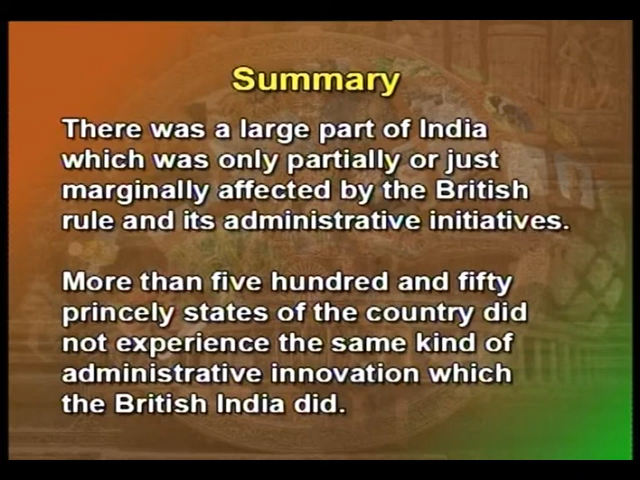 Summary
There was a large part of India
which was only partially or just
marginally affected by the British
rule and its administrative initiatives.
More than five hundred and fifty
princely states of the country did
not experience the same kind of
administrative innovation which
the British India did.